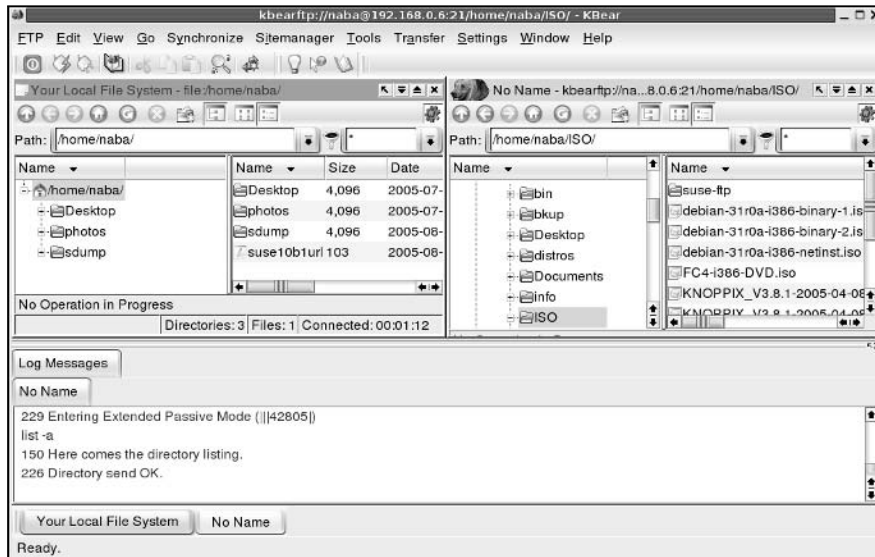 kbearftp://naba@192.168.0.6:21/home/naba/ISO/ - KBear
FTP Edit View Go Synchronize Sitemanager Tools Transfer Settings Window Help
Your Local File System - file:/home/naba/
Path: /home/naba/ *
Name
/home/naba/
Desktop
photos
sdump
Name Size Date
Desktop 4,096 2005-07-
photos 4,096 2005-07-
sdump 4,096 2005-08-
suse10b1url 103 2005-08-
No Operation in Progress
Directories: 3 Files: 1 Connected: 00:01:12
No Name - kbearftp://na...8.0.6:21/home/naba/ISO/
Path: /home/naba/ISO/ *
Name
bin
bkup
Desktop
distros
Documents
info
ISO
Name
suse-ftp
debian-31r0a-i386-binary-1.is
debian-31r0a-i386-binary-2.is
debian-31r0a-i386-netinst.iso
FC4-i386-DVD.iso
KNOPPIX_V3.8.1-2005-04-08
KNOPPIX_V3.8.1-2005-04-08
Log Messages
No Name
229 Entering Extended Passive Mode (|||42805|)
list -a
150 Here comes the directory listing.
226 Directory send OK.
Your Local File System No Name
Ready.